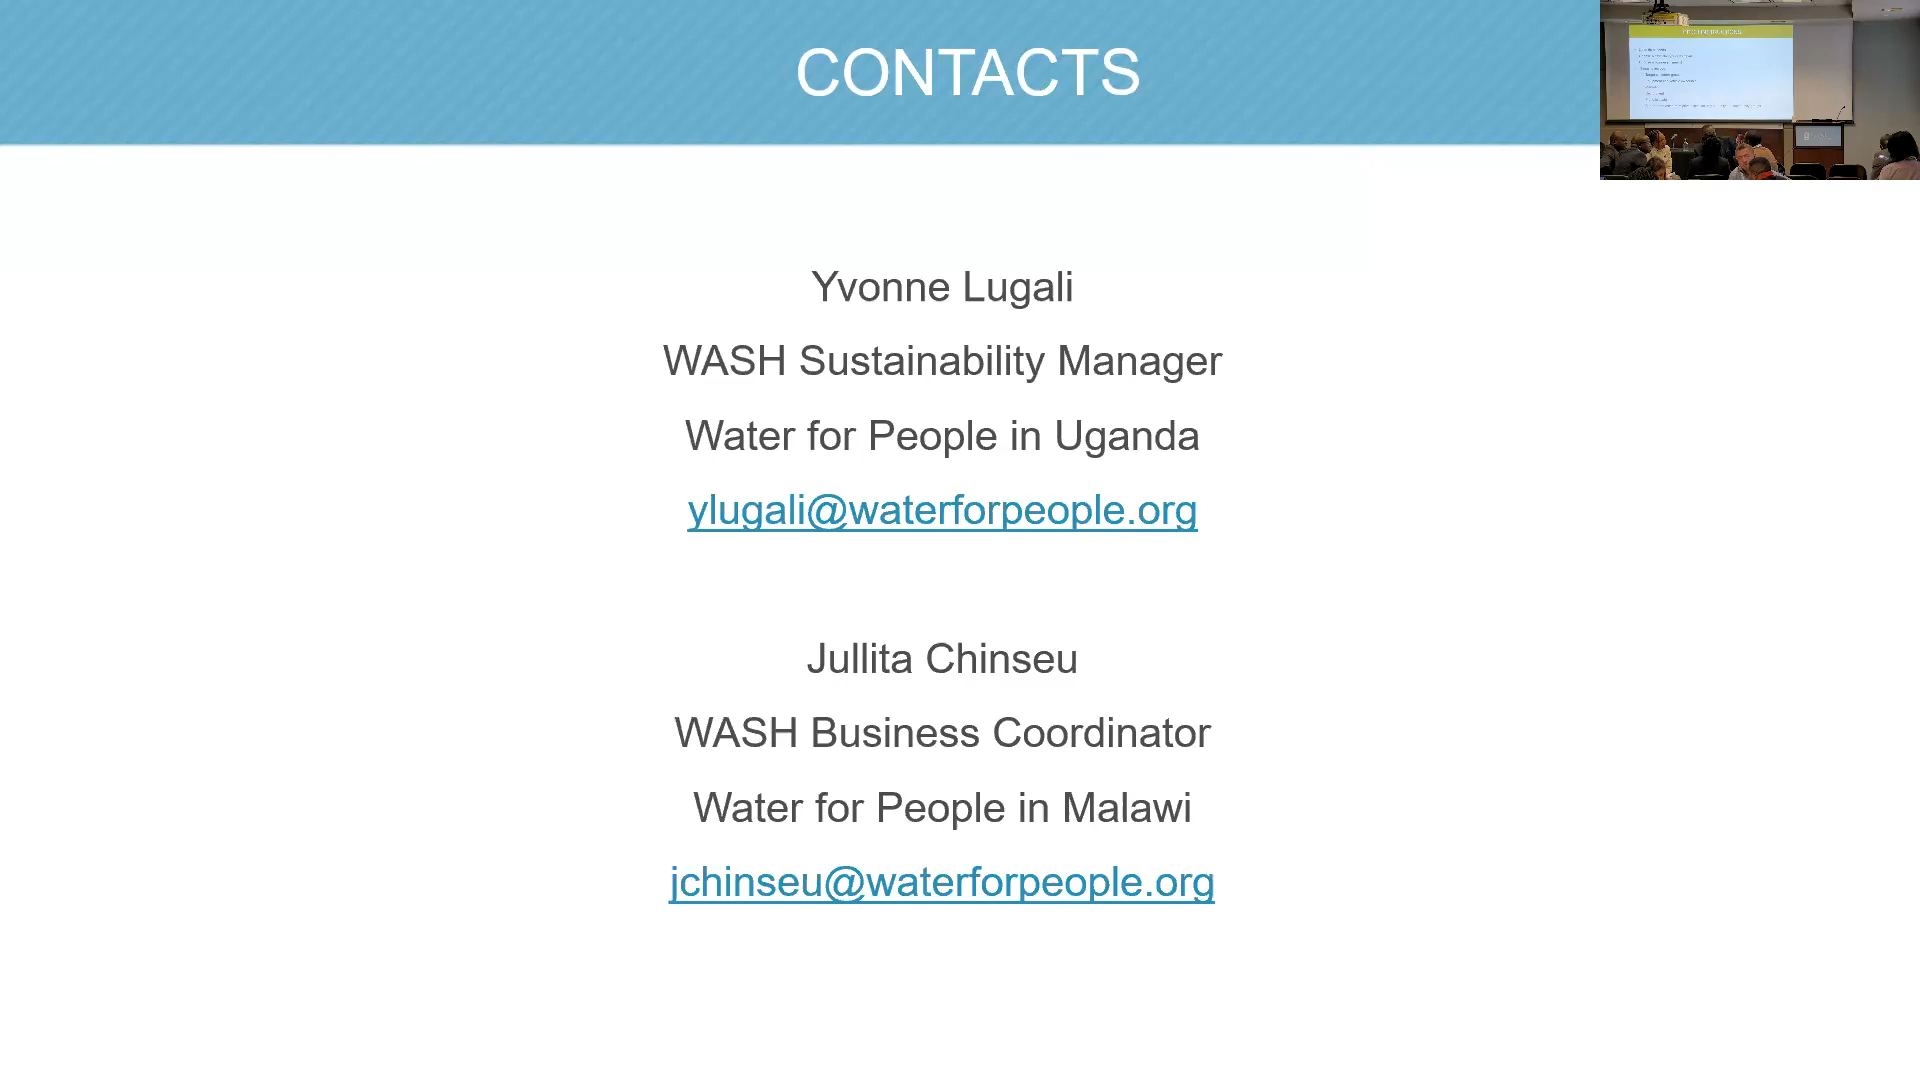 CONTACTS
Yvonne Lugali
WASH Sustainability Manager
Water for People in Uganda
ylugali@waterforpeople.org
Jullita Chinseu
WASH Business Coordinator
Water for People in Malawi
jchinseu@waterforpeople.org